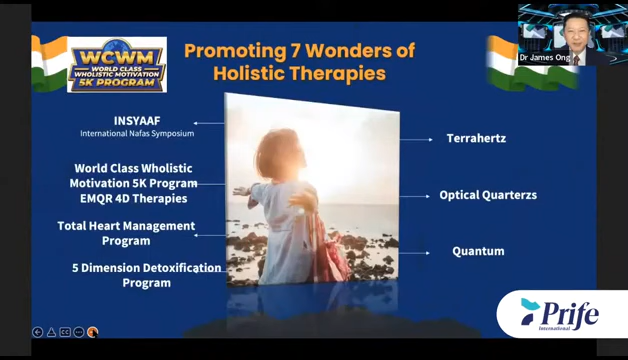 WCWM
WORLD CLASS
WHOLISTIC MOTIVATION
5K PROGRAM
Promoting 7 Wonders of
Holistic Therapies
Dr James Ong
INSYAAF
International Nafas Symposium
World Class Wholistic
Motivation 5K Program
EMQR 4D Therapies
Total Heart Management
Program
5 Dimension Detoxification
Program
Terrahertz
Optical Quarterzs
Quantum
CC
Prife
International